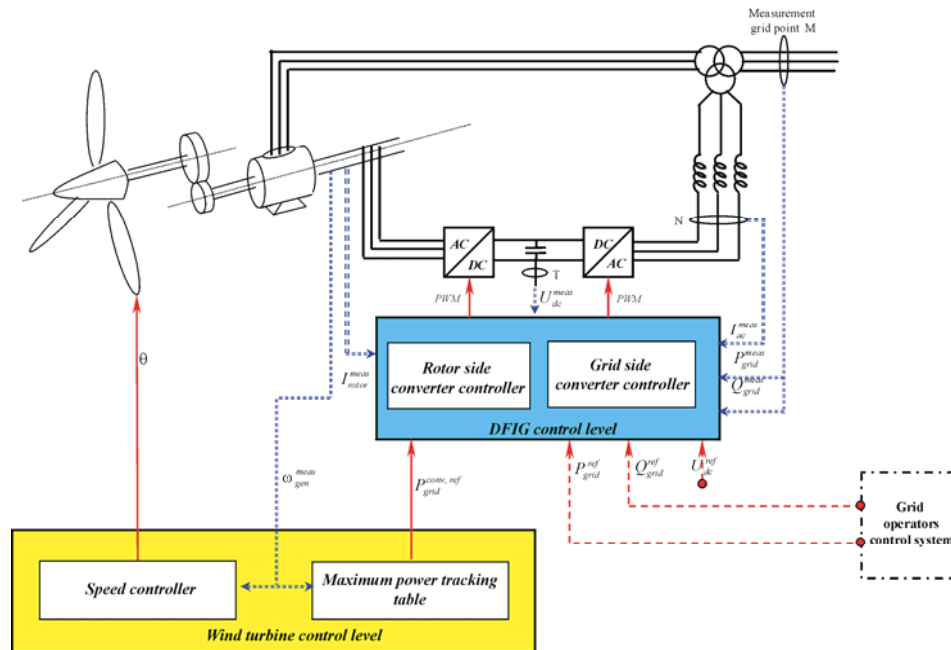 Measurement
grid point M
N
AC
DC
DC
AC
T
PWM
U_dc^meas
PWM
I_ac^meas
θ
I_rotor^meas
Rotor side
converter controller
Grid side
converter controller
P_grid^meas
Q_grid^meas
DFIG control level
ω_gen^meas
P_grid^conv, ref
P_grid^ref
Q_grid^ref
U_dc^ref
Grid
operators
control system
Speed controller
Maximum power tracking
table
Wind turbine control level